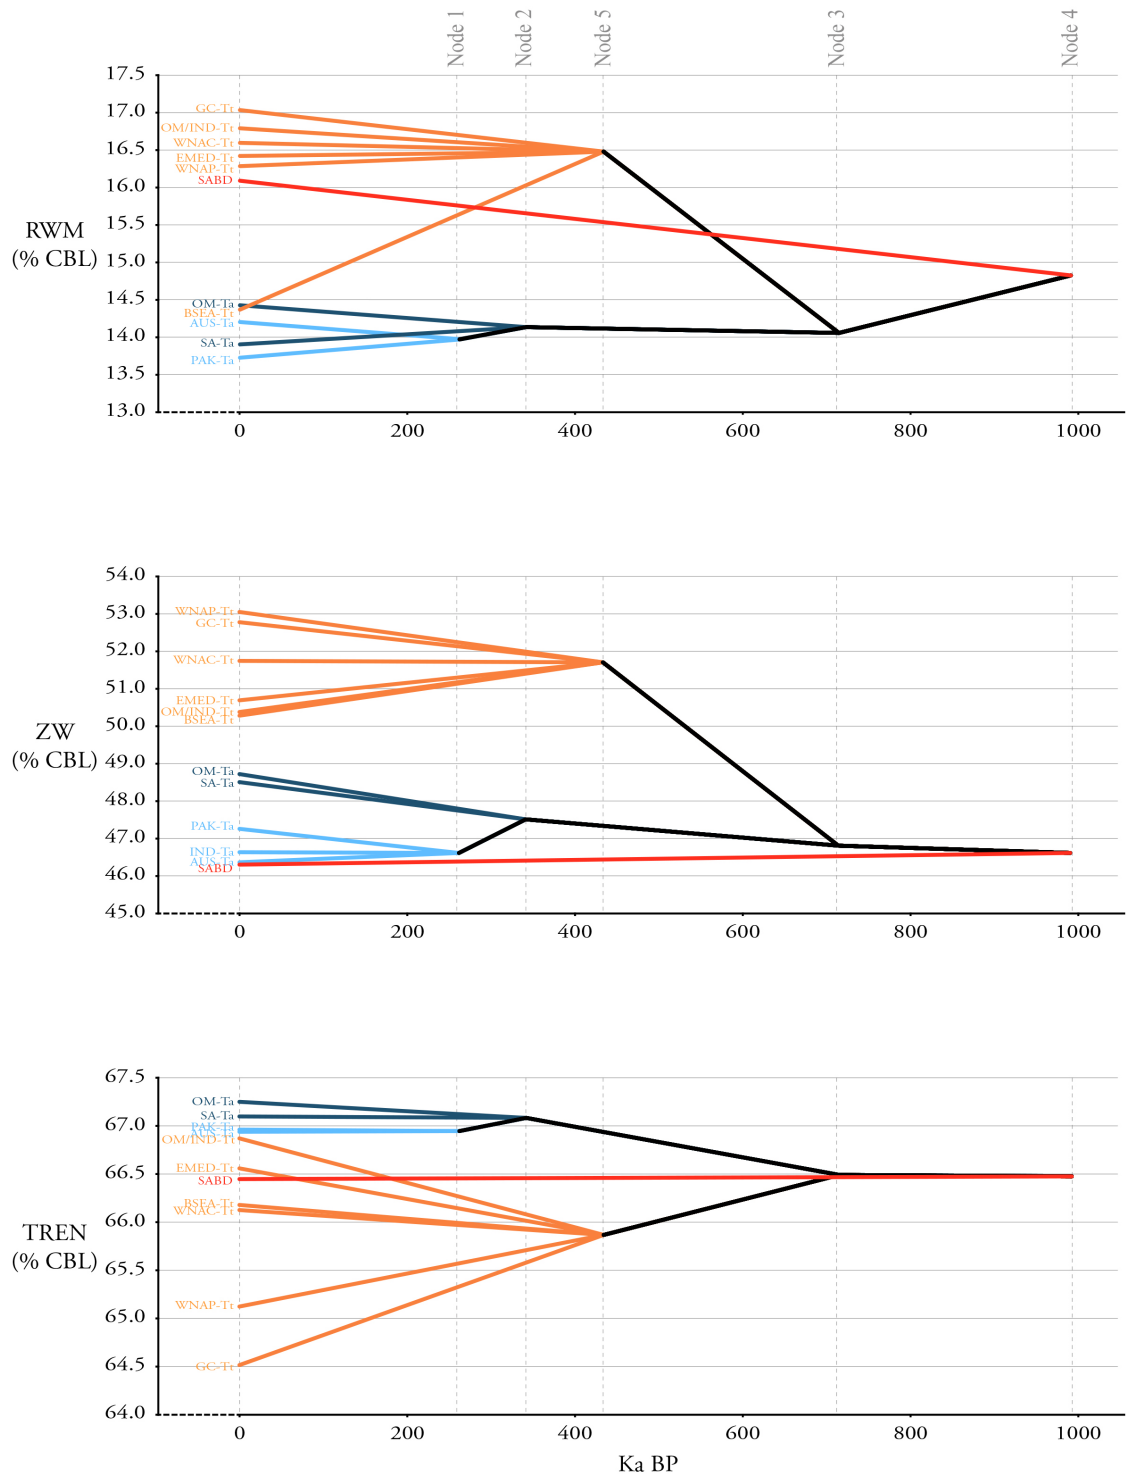 Node 1
Node 2
Node 5
Node 3
Node 4
RWM
(% CBL)
17.5
17.0
16.5
16.0
15.5
15.0
14.5
14.0
13.5
13.0
GC-Tt
OM/IND-Tt
WNAC-Tt
EMED-Tt
WNAP-Tt
SABD
OM-Ta
BSEA-Tt
AUS-Ta
SA-Ta
PAK-Ta
0 200 400 600 800 1000
ZW
(% CBL)
54.0
53.0
52.0
51.0
50.0
49.0
48.0
47.0
46.0
45.0
WNAP-Tt
GC-Tt
WNAC-Tt
EMED-Tt
OM/IND-Tt
BSEA-Tt
OM-Ta
SA-Ta
PAK-Ta
IND-Ta
AUS-Ta
SABD
0 200 400 600 800 1000
TREN
(% CBL)
67.5
67.0
66.5
66.0
65.5
65.0
64.5
64.0
OM-Ta
SA-Ta
PAK-Ta
AUS-Ta
OM/IND-Tt
EMED-Tt
SABD
BSEA-Tt
WNAC-Tt
WNAP-Tt
GC-Tt
0 200 400 600 800 1000
Ka BP